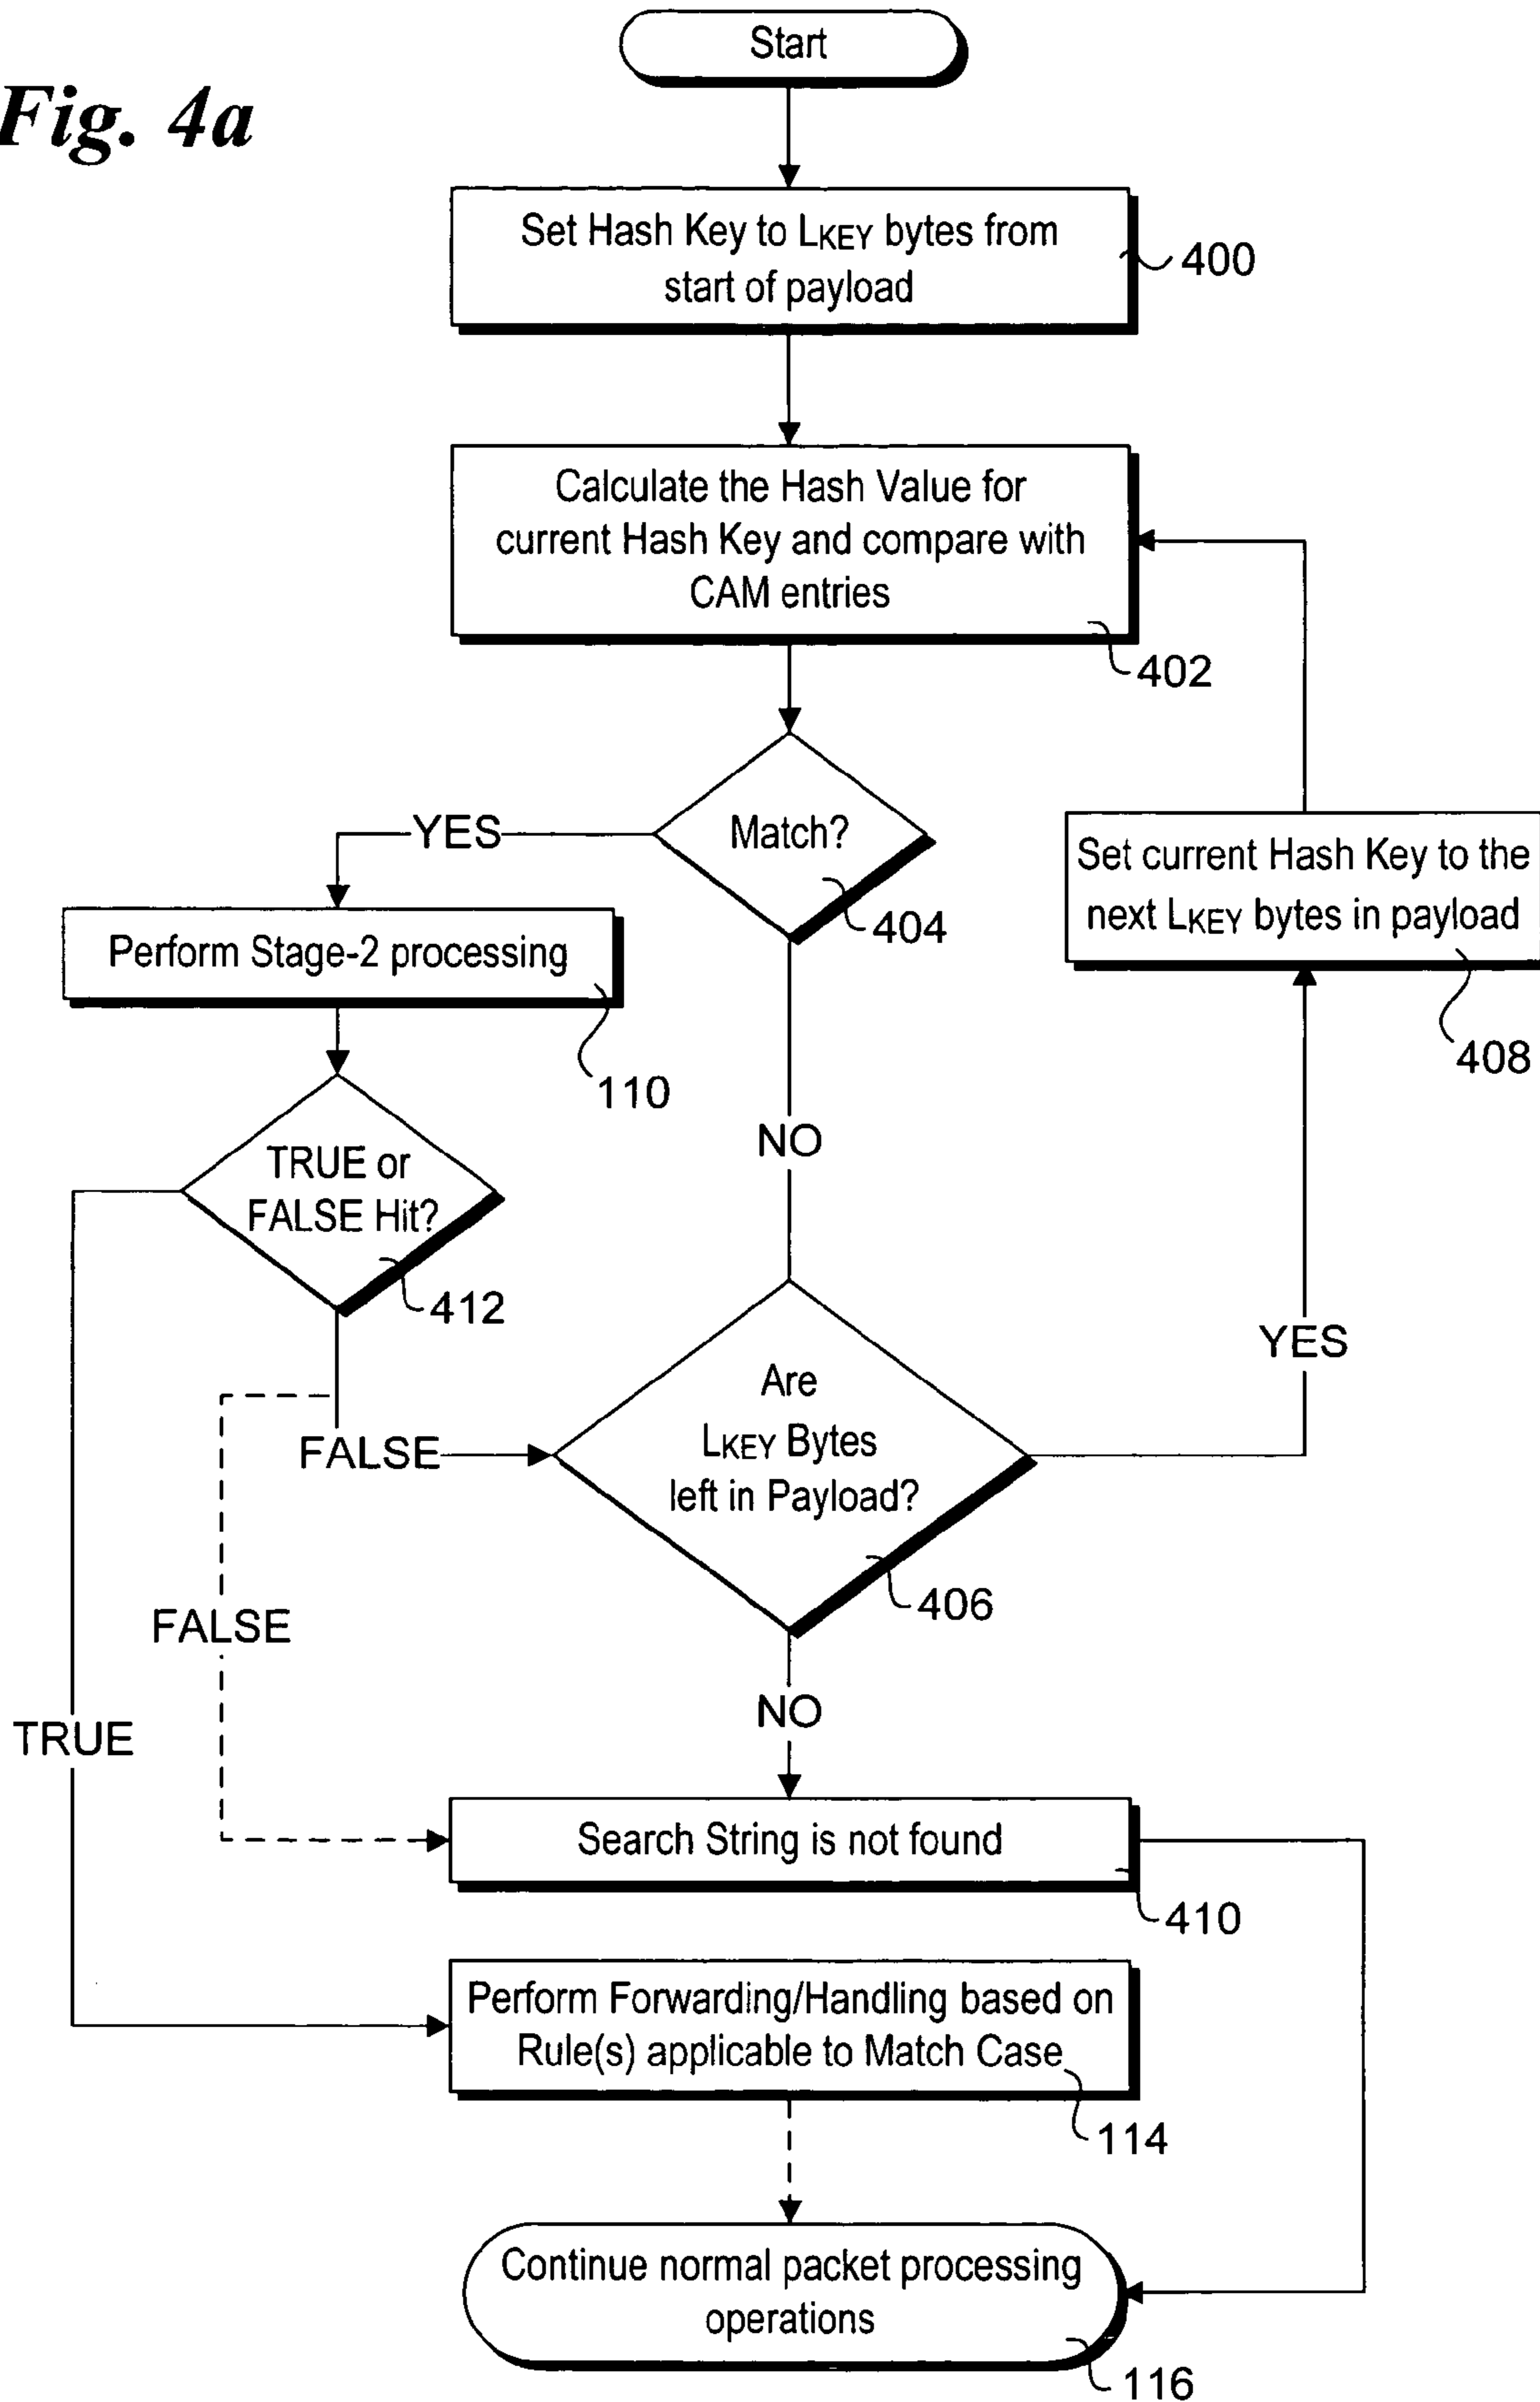 Fig. 4a
Start
Set Hash Key to LKEY bytes from
start of payload
400
Calculate the Hash Value for
current Hash Key and compare with
CAM entries
402
Match?
404
YES
Set current Hash Key to the
next LKEY bytes in payload
408
Perform Stage-2 processing
110
NO
TRUE or
FALSE Hit?
412
YES
Are
LKEY Bytes
left in Payload?
406
FALSE
FALSE
NO
TRUE
Search String is not found
410
Perform Forwarding/Handling based on
Rule(s) applicable to Match Case
114
Continue normal packet processing
operations
116